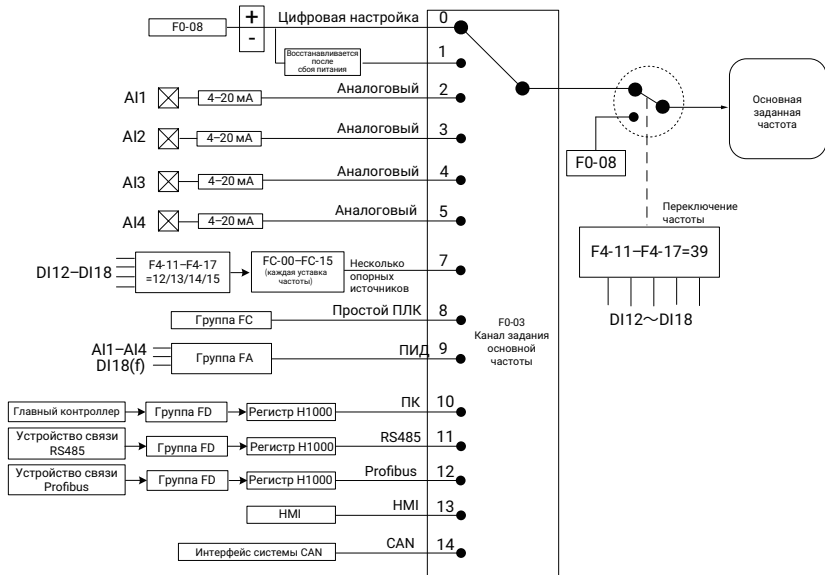 F0-08
+
-
Цифровая настройка
0
Восстанавливается
после
сбоя питания
1
AI1
4–20 мА
Аналоговый
2
AI2
4–20 мА
Аналоговый
3
AI3
4–20 мА
Аналоговый
4
AI4
4–20 мА
Аналоговый
5
DI12–DI18
F4-11–F4-17
=12/13/14/15
FC-00–FC-15
(каждая уставка
частоты)
Несколько
опорных
источников
7
Группа FC
Простой ПЛК
8
AI1–AI4
DI18(f)
Группа FA
ПИД
9
Главный контроллер
Группа FD
Регистр H1000
ПК
10
Устройство связи
RS485
Группа FD
Регистр H1000
RS485
11
Устройство связи
Profibus
Группа FD
Регистр H1000
Profibus
12
HMI
HMI
13
Интерфейс системы CAN
CAN
14
F0-03
Канал задания
основной
частоты
F0-08
Основная
заданная
частота
Переключение
частоты
F4-11–F4-17=39
DI12～DI18